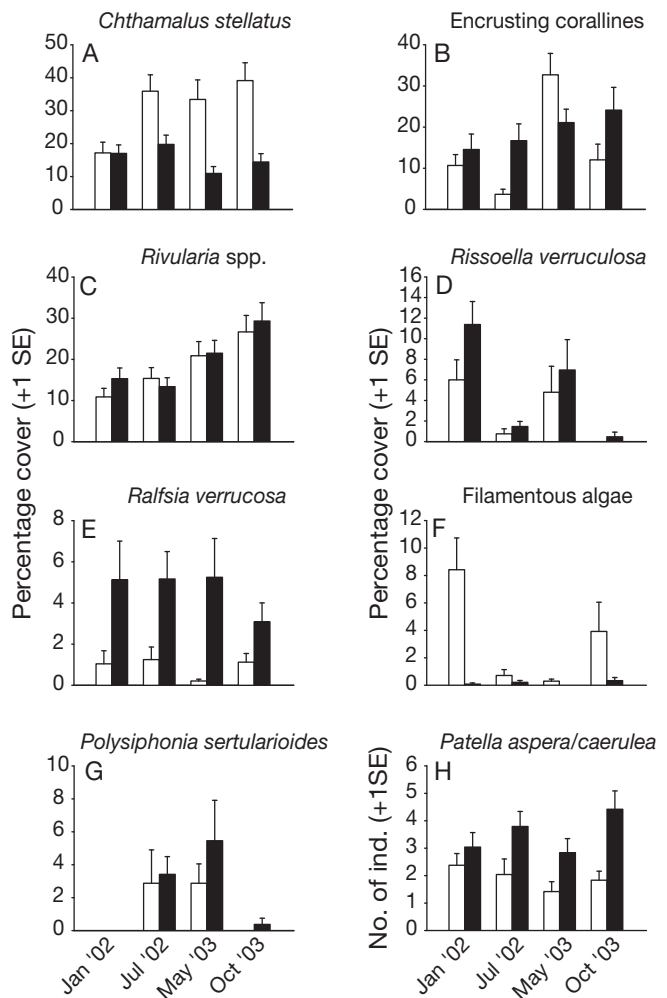 Chthamalus stellatus
A
50
40
30
20
10
0
Encrusting corallines
B
40
30
20
10
0
Rivularia spp.
C
40
30
20
10
0
Rissoella verruculosa
D
16
14
12
10
8
6
4
2
0
Percentage cover (+1 SE)
Percentage cover (+1 SE)
Ralfsia verrucosa
E
8
6
4
2
0
Filamentous algae
F
12
10
8
6
4
2
0
Polysiphonia sertularioides
G
10
8
6
4
2
0
Patella aspera/caerulea
H
6
5
4
3
2
1
0
No. of ind. (+1SE)
Jan '02
Jul '02
May '03
Oct '03
Jan '02
Jul '02
May '03
Oct '03